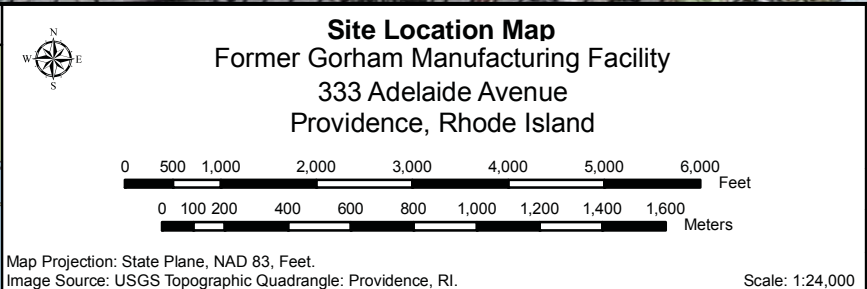 Site Location Map
Former Gorham Manufacturing Facility
333 Adelaide Avenue
Providence, Rhode Island
N
W E
S
0 500 1,000 2,000 3,000 4,000 5,000 6,000
Feet
0 100 200 400 600 800 1,000 1,200 1,400 1,600
Meters
Map Projection: State Plane, NAD 83, Feet.
Image Source: USGS Topographic Quadrangle: Providence, RI. Scale: 1:24,000